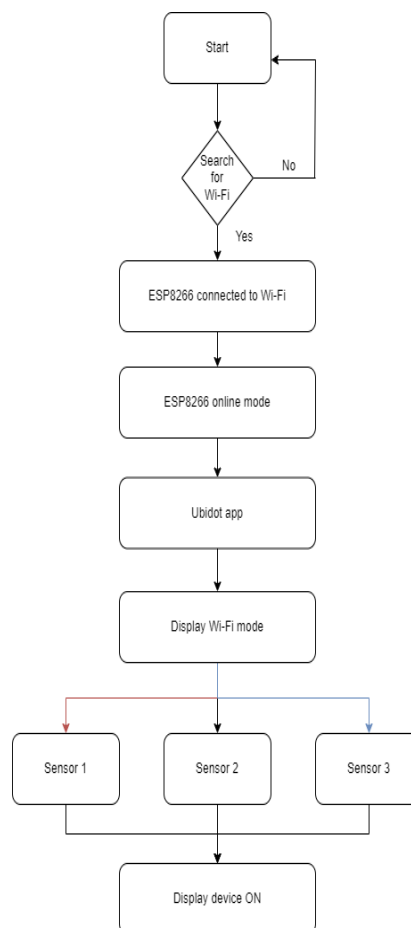 Start
Search
for
Wi-Fi
No
Yes
ESP8266 connected to Wi-Fi
ESP8266 online mode
Ubidot app
Display Wi-Fi mode
Sensor 1
Sensor 2
Sensor 3
Display device ON